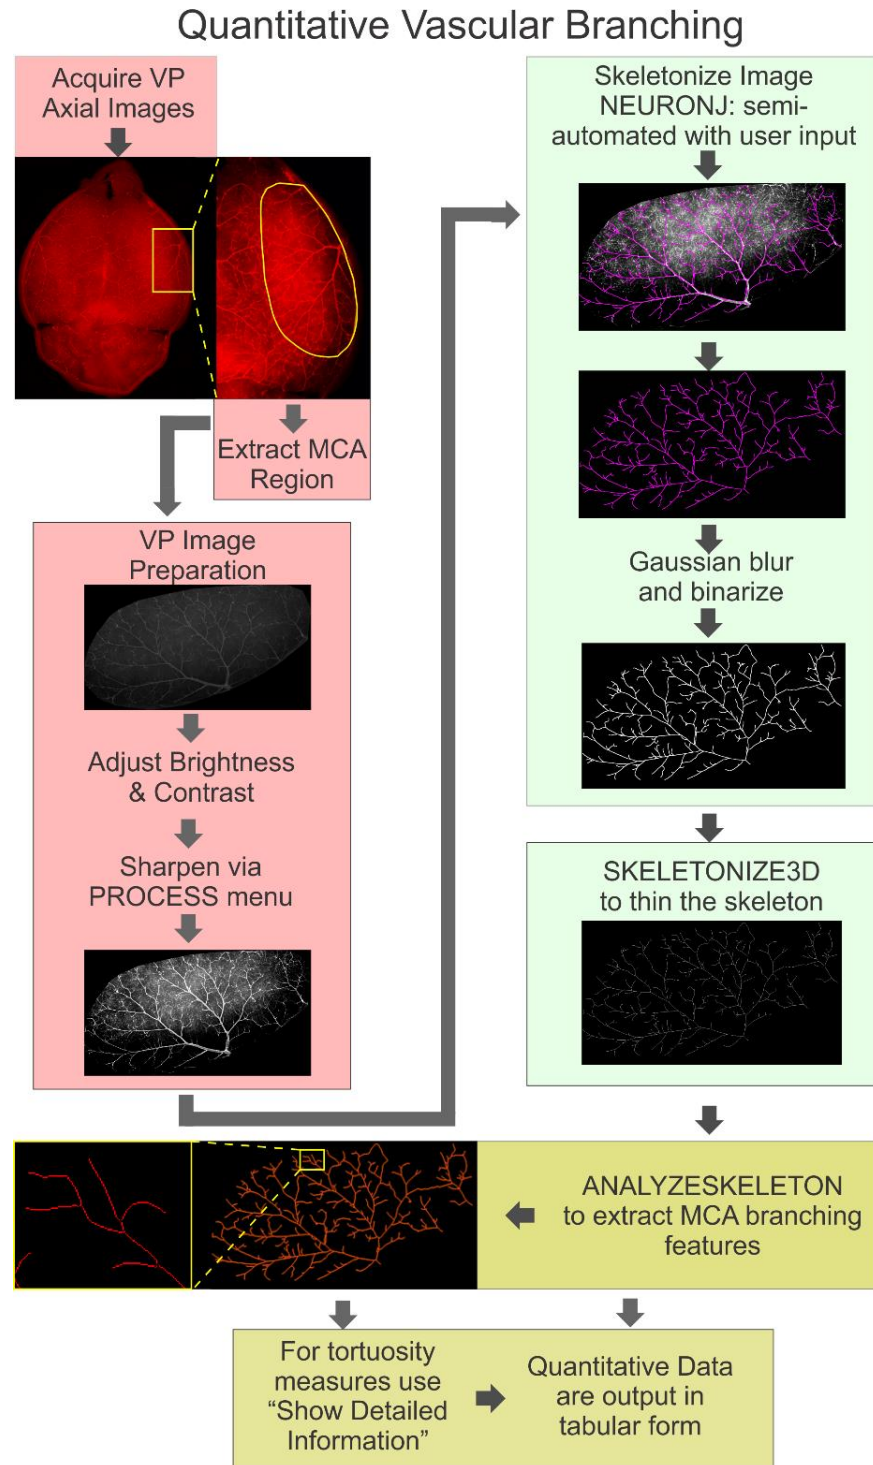 Quantitative Vascular Branching
Acquire VP
Axial Images
Extract MCA
Region
VP Image
Preparation
Adjust Brightness
& Contrast
Sharpen via
PROCESS menu
Skeletonize Image
NEURONJ: semi-
automated with user input
Gaussian blur
and binarize
SKELETONIZE3D
to thin the skeleton
ANALYZESKELETON
to extract MCA branching
features
For tortuosity
measures use
“Show Detailed
Information”
Quantitative Data
are output in
tabular form